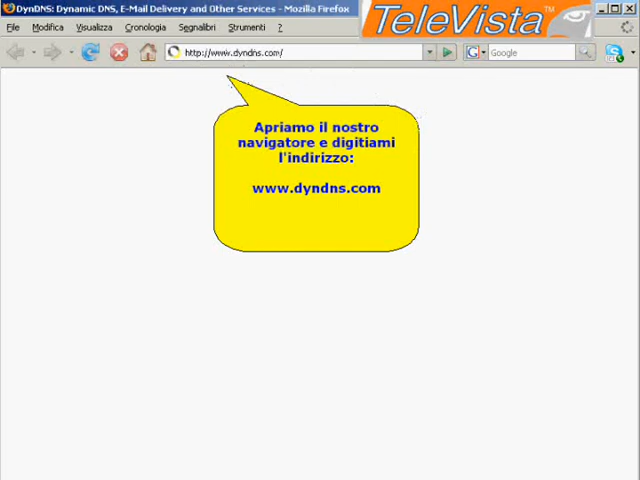 DynDNS: Dynamic DNS, E-Mail Delivery and Other Services - Mozilla Firefox
TeleVista™
File Modifica Visualizza Cronologia Segnalibri Strumenti ?
http://www.dyndns.com/
G Google
Apriamo il nostro
navigatore e digitiami
l'indirizzo:
www.dyndns.com